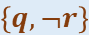 {q, ¬r}